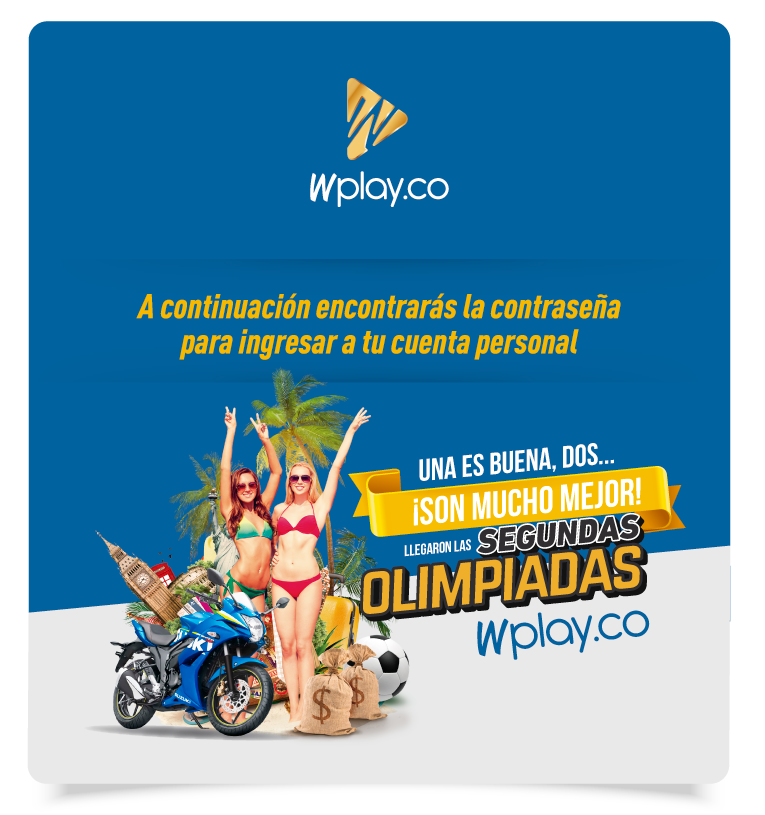 Wplay.co
A continuación encontrarás la contraseña
para ingresar a tu cuenta personal
UNA ES BUENA, DOS...
¡SON MUCHO MEJOR!
LLEGARON LAS SEGUNDAS
OLIMPIADAS
Wplay.co
$ $
SUZUKI